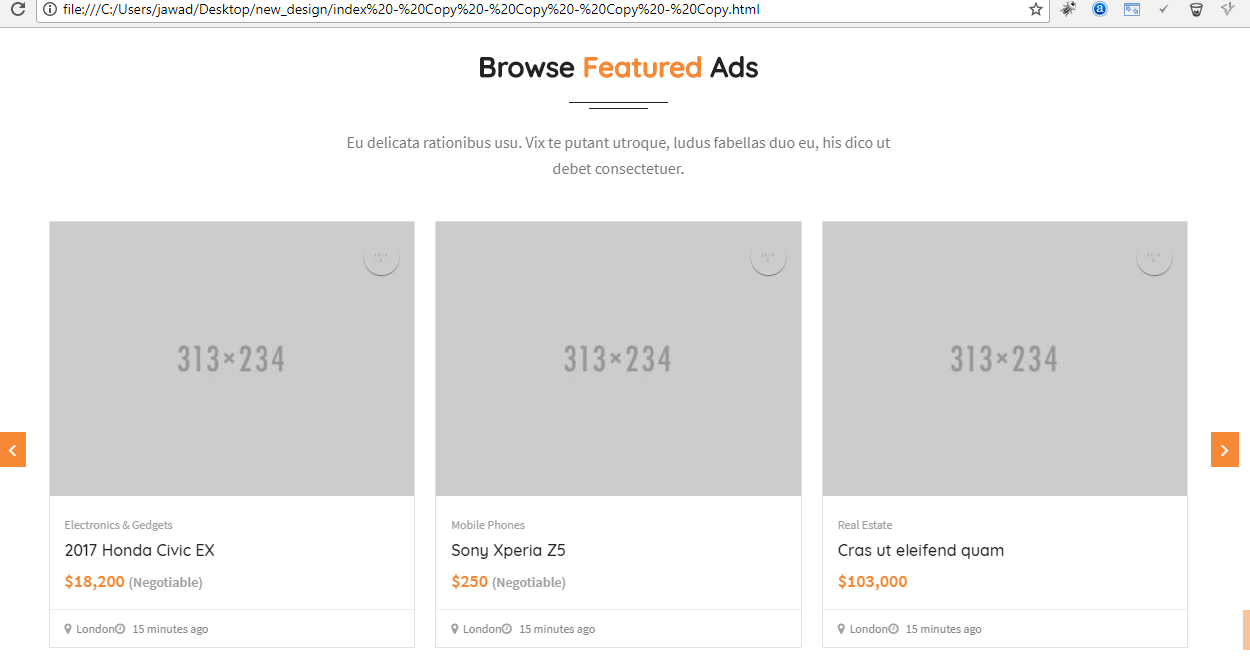 file:///C:/Users/jawad/Desktop/new_design/index%20-%20Copy%20-%20Copy%20-%20Copy%20-%20Copy.html
Browse Featured Ads
Eu delicata rationibus usu. Vix te putant utroque, ludus fabellas duo eu, his dico ut
debet consectetuer.
313×234
313×234
313×234
Electronics & Gedgets
2017 Honda Civic EX
$18,200 (Negotiable)
London 15 minutes ago
Mobile Phones
Sony Xperia Z5
$250 (Negotiable)
London 15 minutes ago
Real Estate
Cras ut eleifend quam
$103,000
London 15 minutes ago